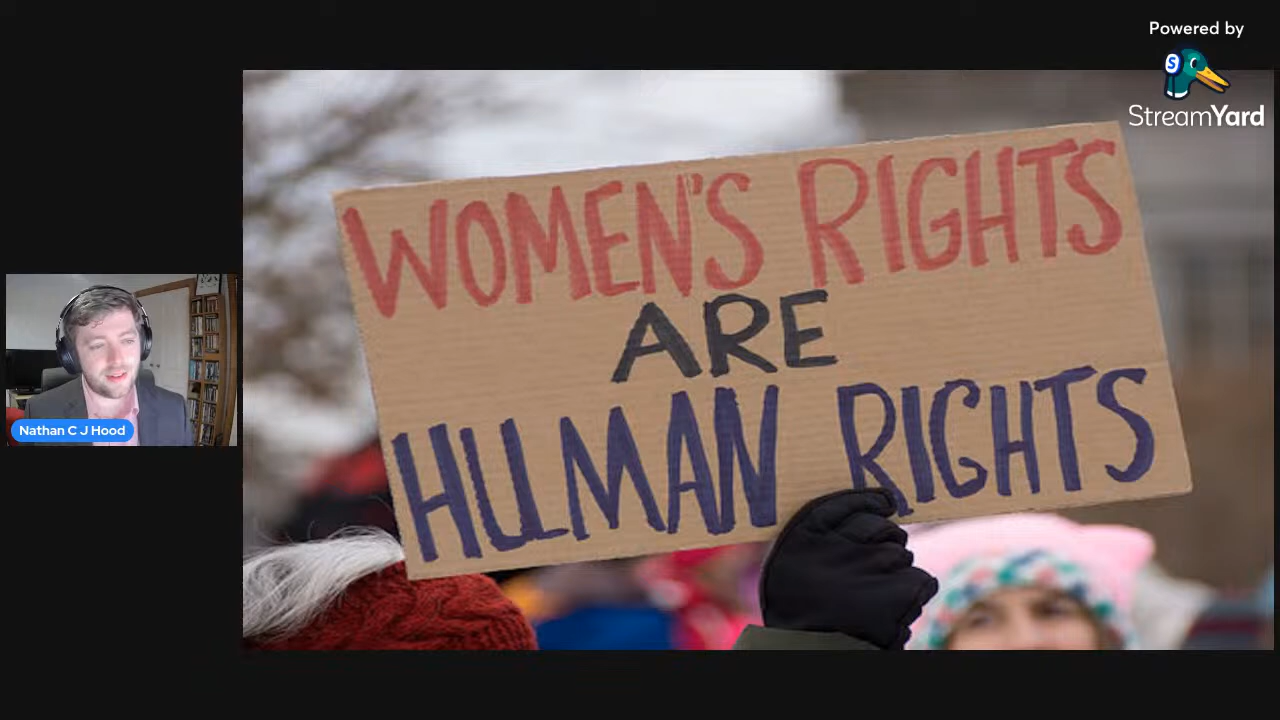 Powered by
StreamYard
WOMEN'S RIGHTS
ARE
HUMAN RIGHTS
Nathan C J Hood